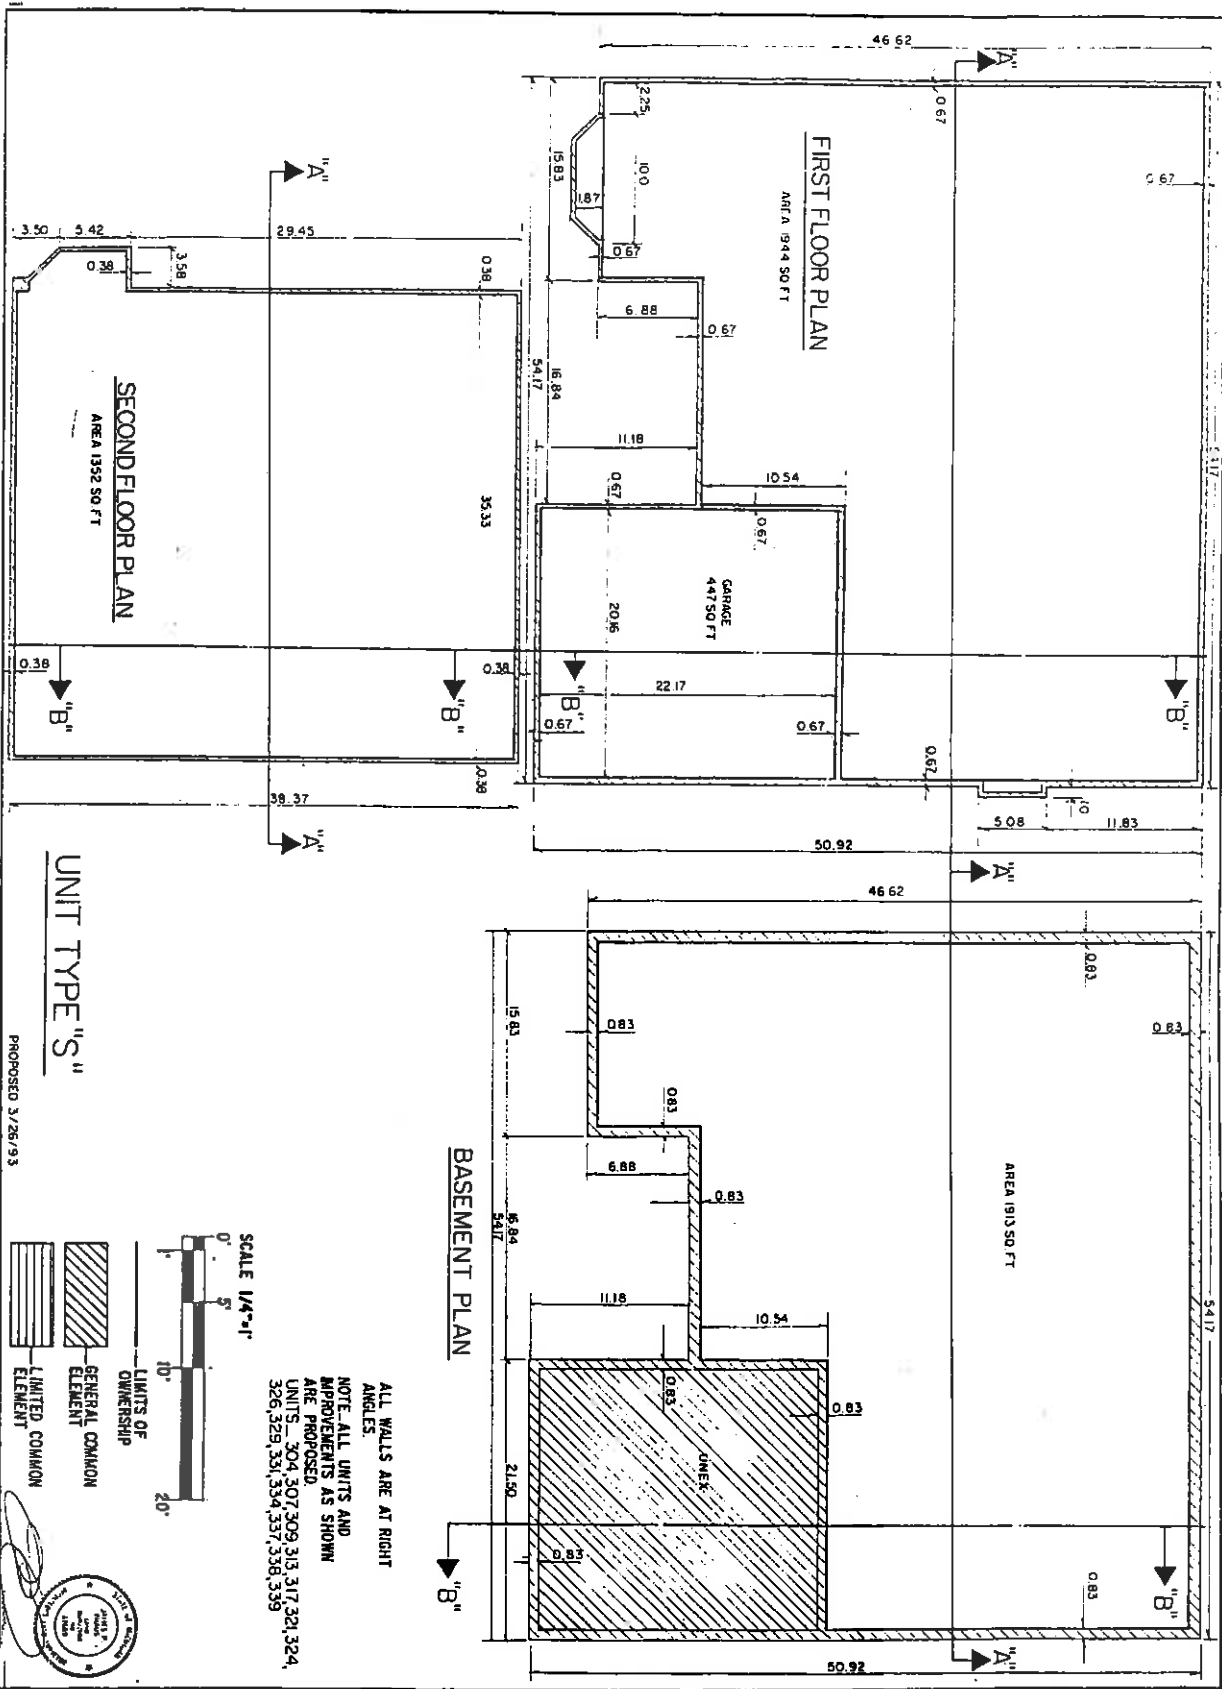 FIRST FLOOR PLAN
AREA 1944 SQ FT
46 62
"A"
0 67
0 67
2.25
10.0
15.83
1.87
0 67
6.88
0 67
16.84
54.17
11.18
10 54
0.67
0.67
GARAGE
447 SQ FT
20.16
22.17
"B"
"B"
0.67
0.67
0.67
5 08
11.83
50.92
"A"
SECOND FLOOR PLAN
AREA 1352 SQ.FT
"A"
3.50
5.42
29.45
0.38
3.58
0.38
35.33
0.38
0.38
"B"
"B"
0.38
38.37
"A"
BASEMENT PLAN
AREA 1913 SQ. FT
46 62
0.83
0.83
15.83
0.83
0.83
6.88
0.83
16.84
54.17
54.17
11.18
10.54
0.83
0.83
UNEX.
21.50
0.83
0.83
"B"
"B"
50.92
"A"
ALL WALLS ARE AT RIGHT
ANGLES.
NOTE_ ALL UNITS AND
IMPROVEMENTS AS SHOWN
ARE PROPOSED.
UNITS_ 304,307,309,313,317,321,324,
326,329,331,334,337,338,339
SCALE 1/4"=1'
0' 1' 5' 10' 20'
LIMITS OF
OWNERSHIP
GENERAL COMMON
ELEMENT
LIMITED COMMON
ELEMENT
UNIT TYPE "S"
PROPOSED 3/26/93